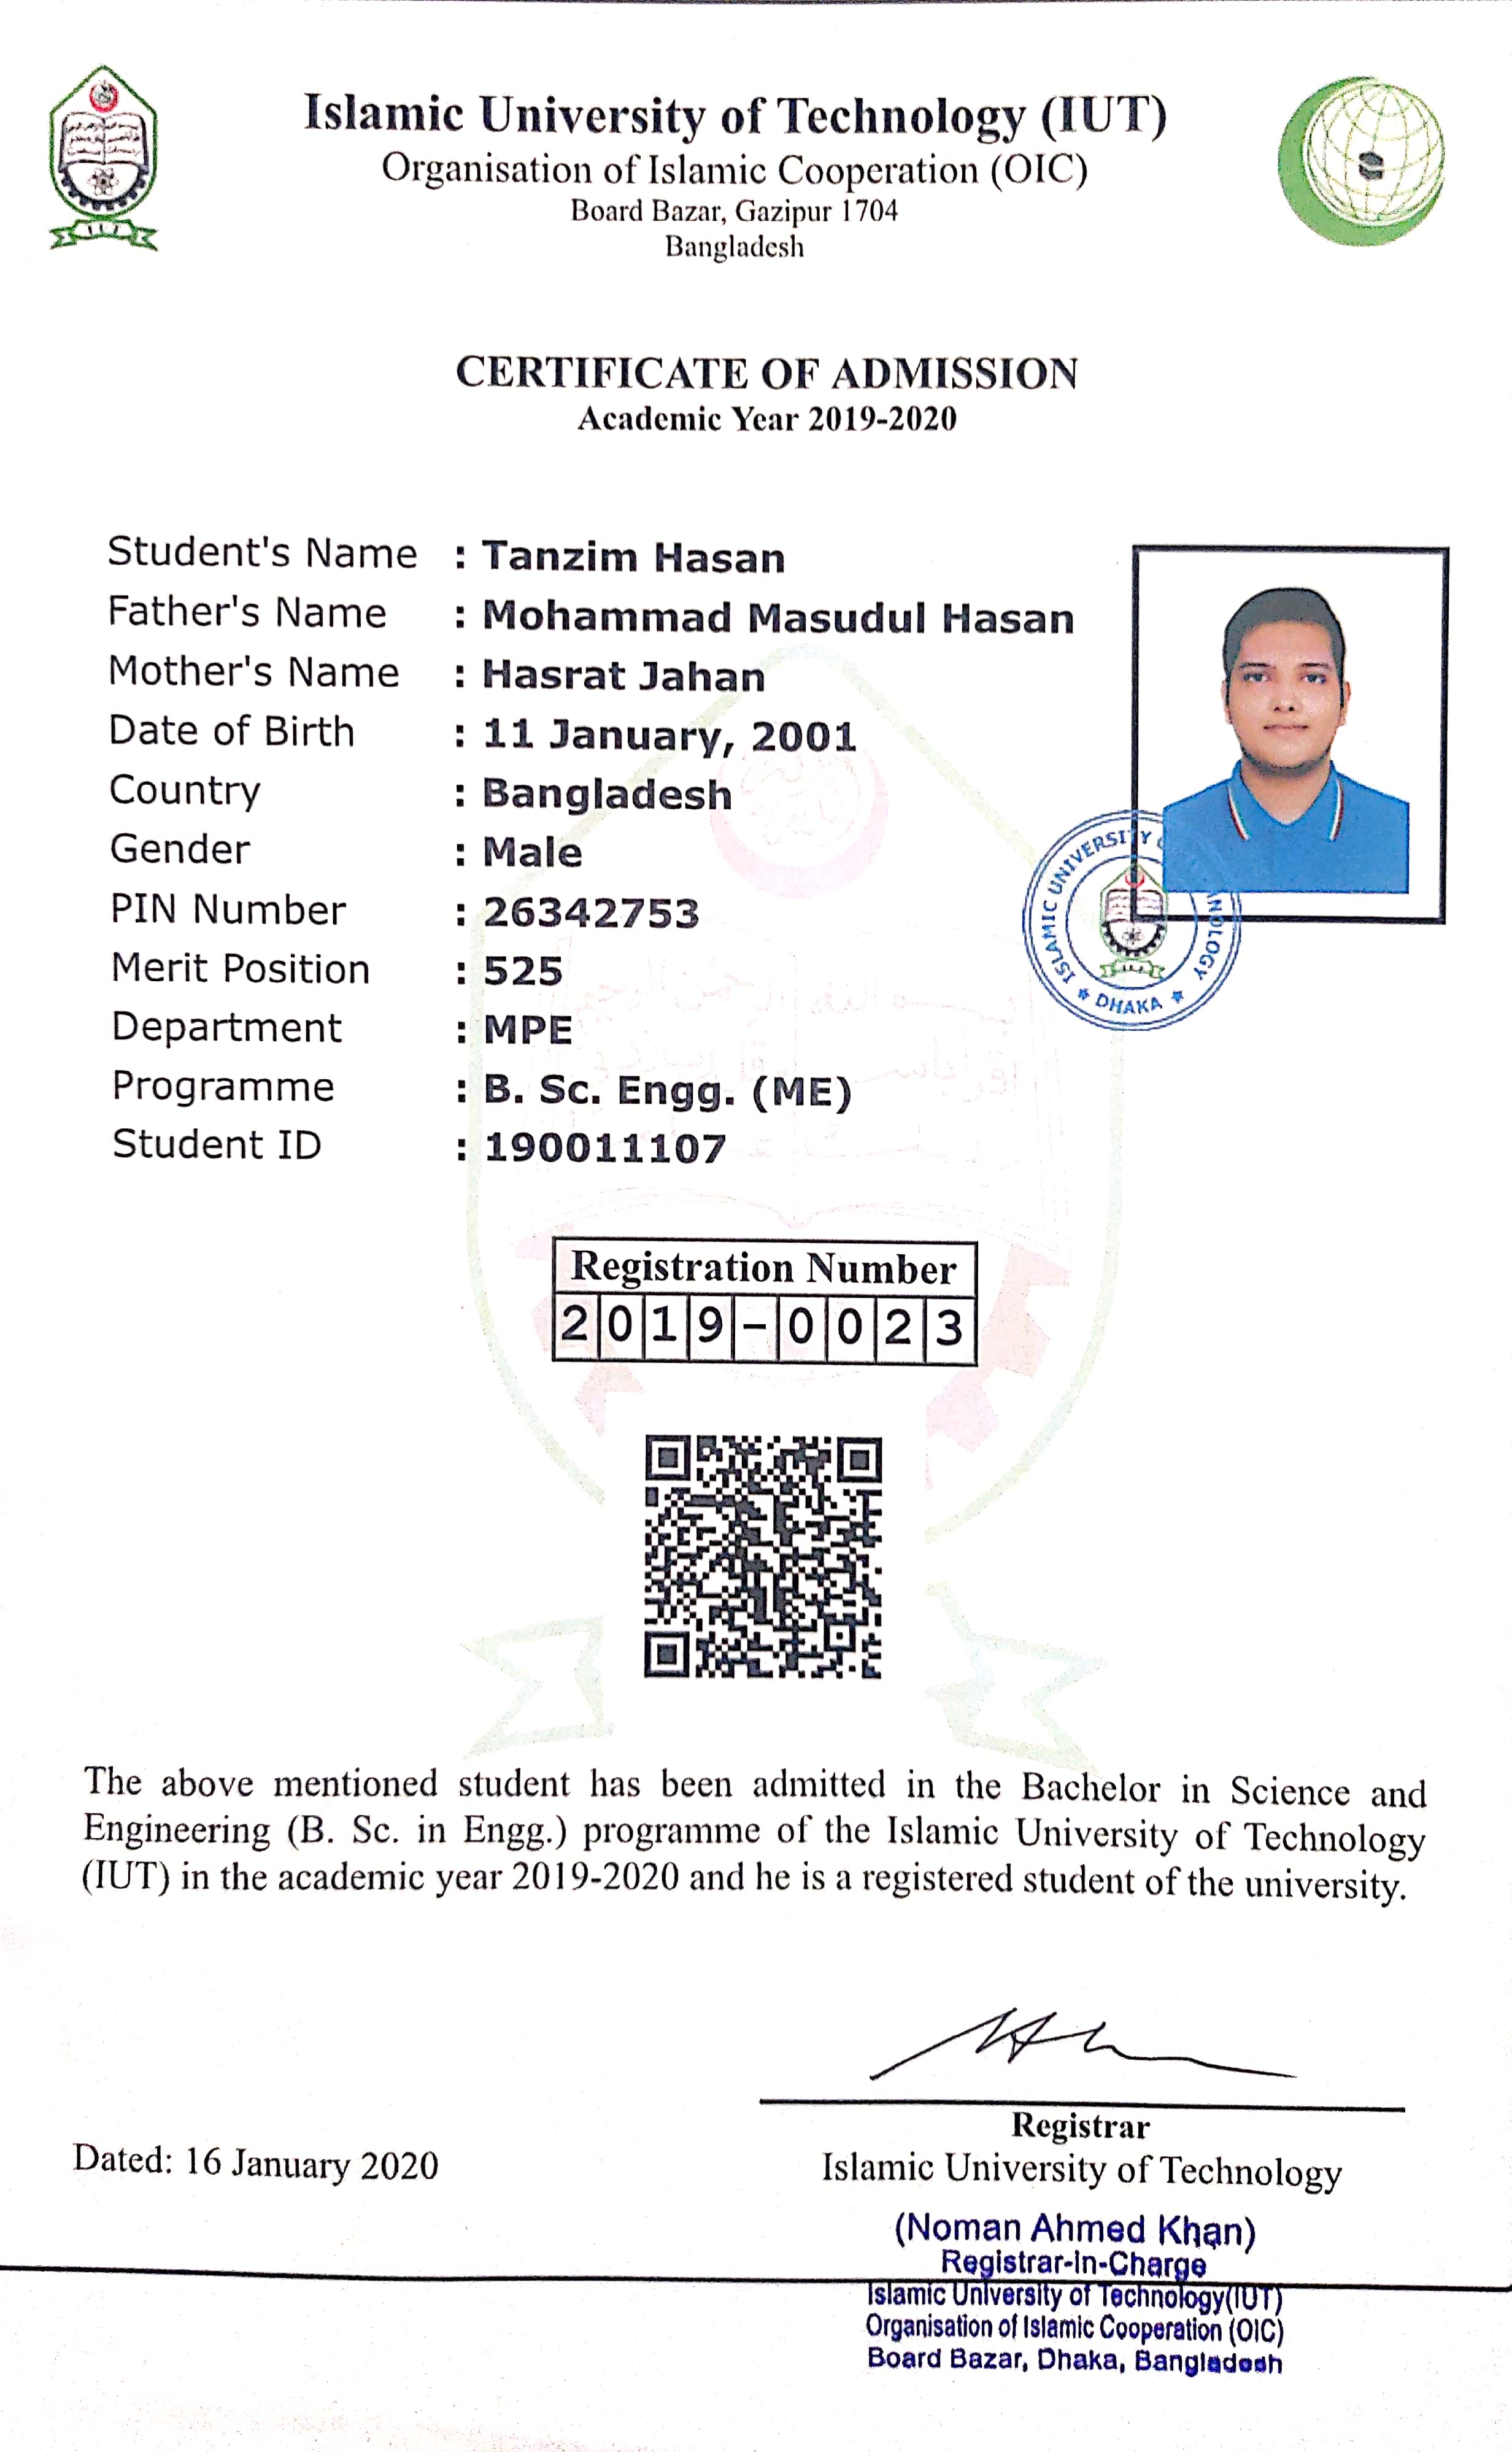 Islamic University of Technology (IUT)
Organisation of Islamic Cooperation (OIC)
Board Bazar, Gazipur 1704
Bangladesh
CERTIFICATE OF ADMISSION
Academic Year 2019-2020
Student's Name : Tanzim Hasan
Father's Name : Mohammad Masudul Hasan
Mother's Name : Hasrat Jahan
Date of Birth : 11 January, 2001
Country : Bangladesh
Gender : Male
PIN Number : 26342753
Merit Position : 525
Department : MPE
Programme : B. Sc. Engg. (ME)
Student ID : 190011107
ISLAMIC UNIVERSITY
DHAKA
Registration Number
2019-0023
The above mentioned student has been admitted in the Bachelor in Science and
Engineering (B. Sc. in Engg.) programme of the Islamic University of Technology
(IUT) in the academic year 2019-2020 and he is a registered student of the university.
Registrar
Dated: 16 January 2020
Islamic University of Technology
(Noman Ahmed Khan)
Registrar-in-Charge
Islamic University of Technology(IUT)
Organisation of Islamic Cooperation (OIC)
Board Bazar, Dhaka, Bangladesh